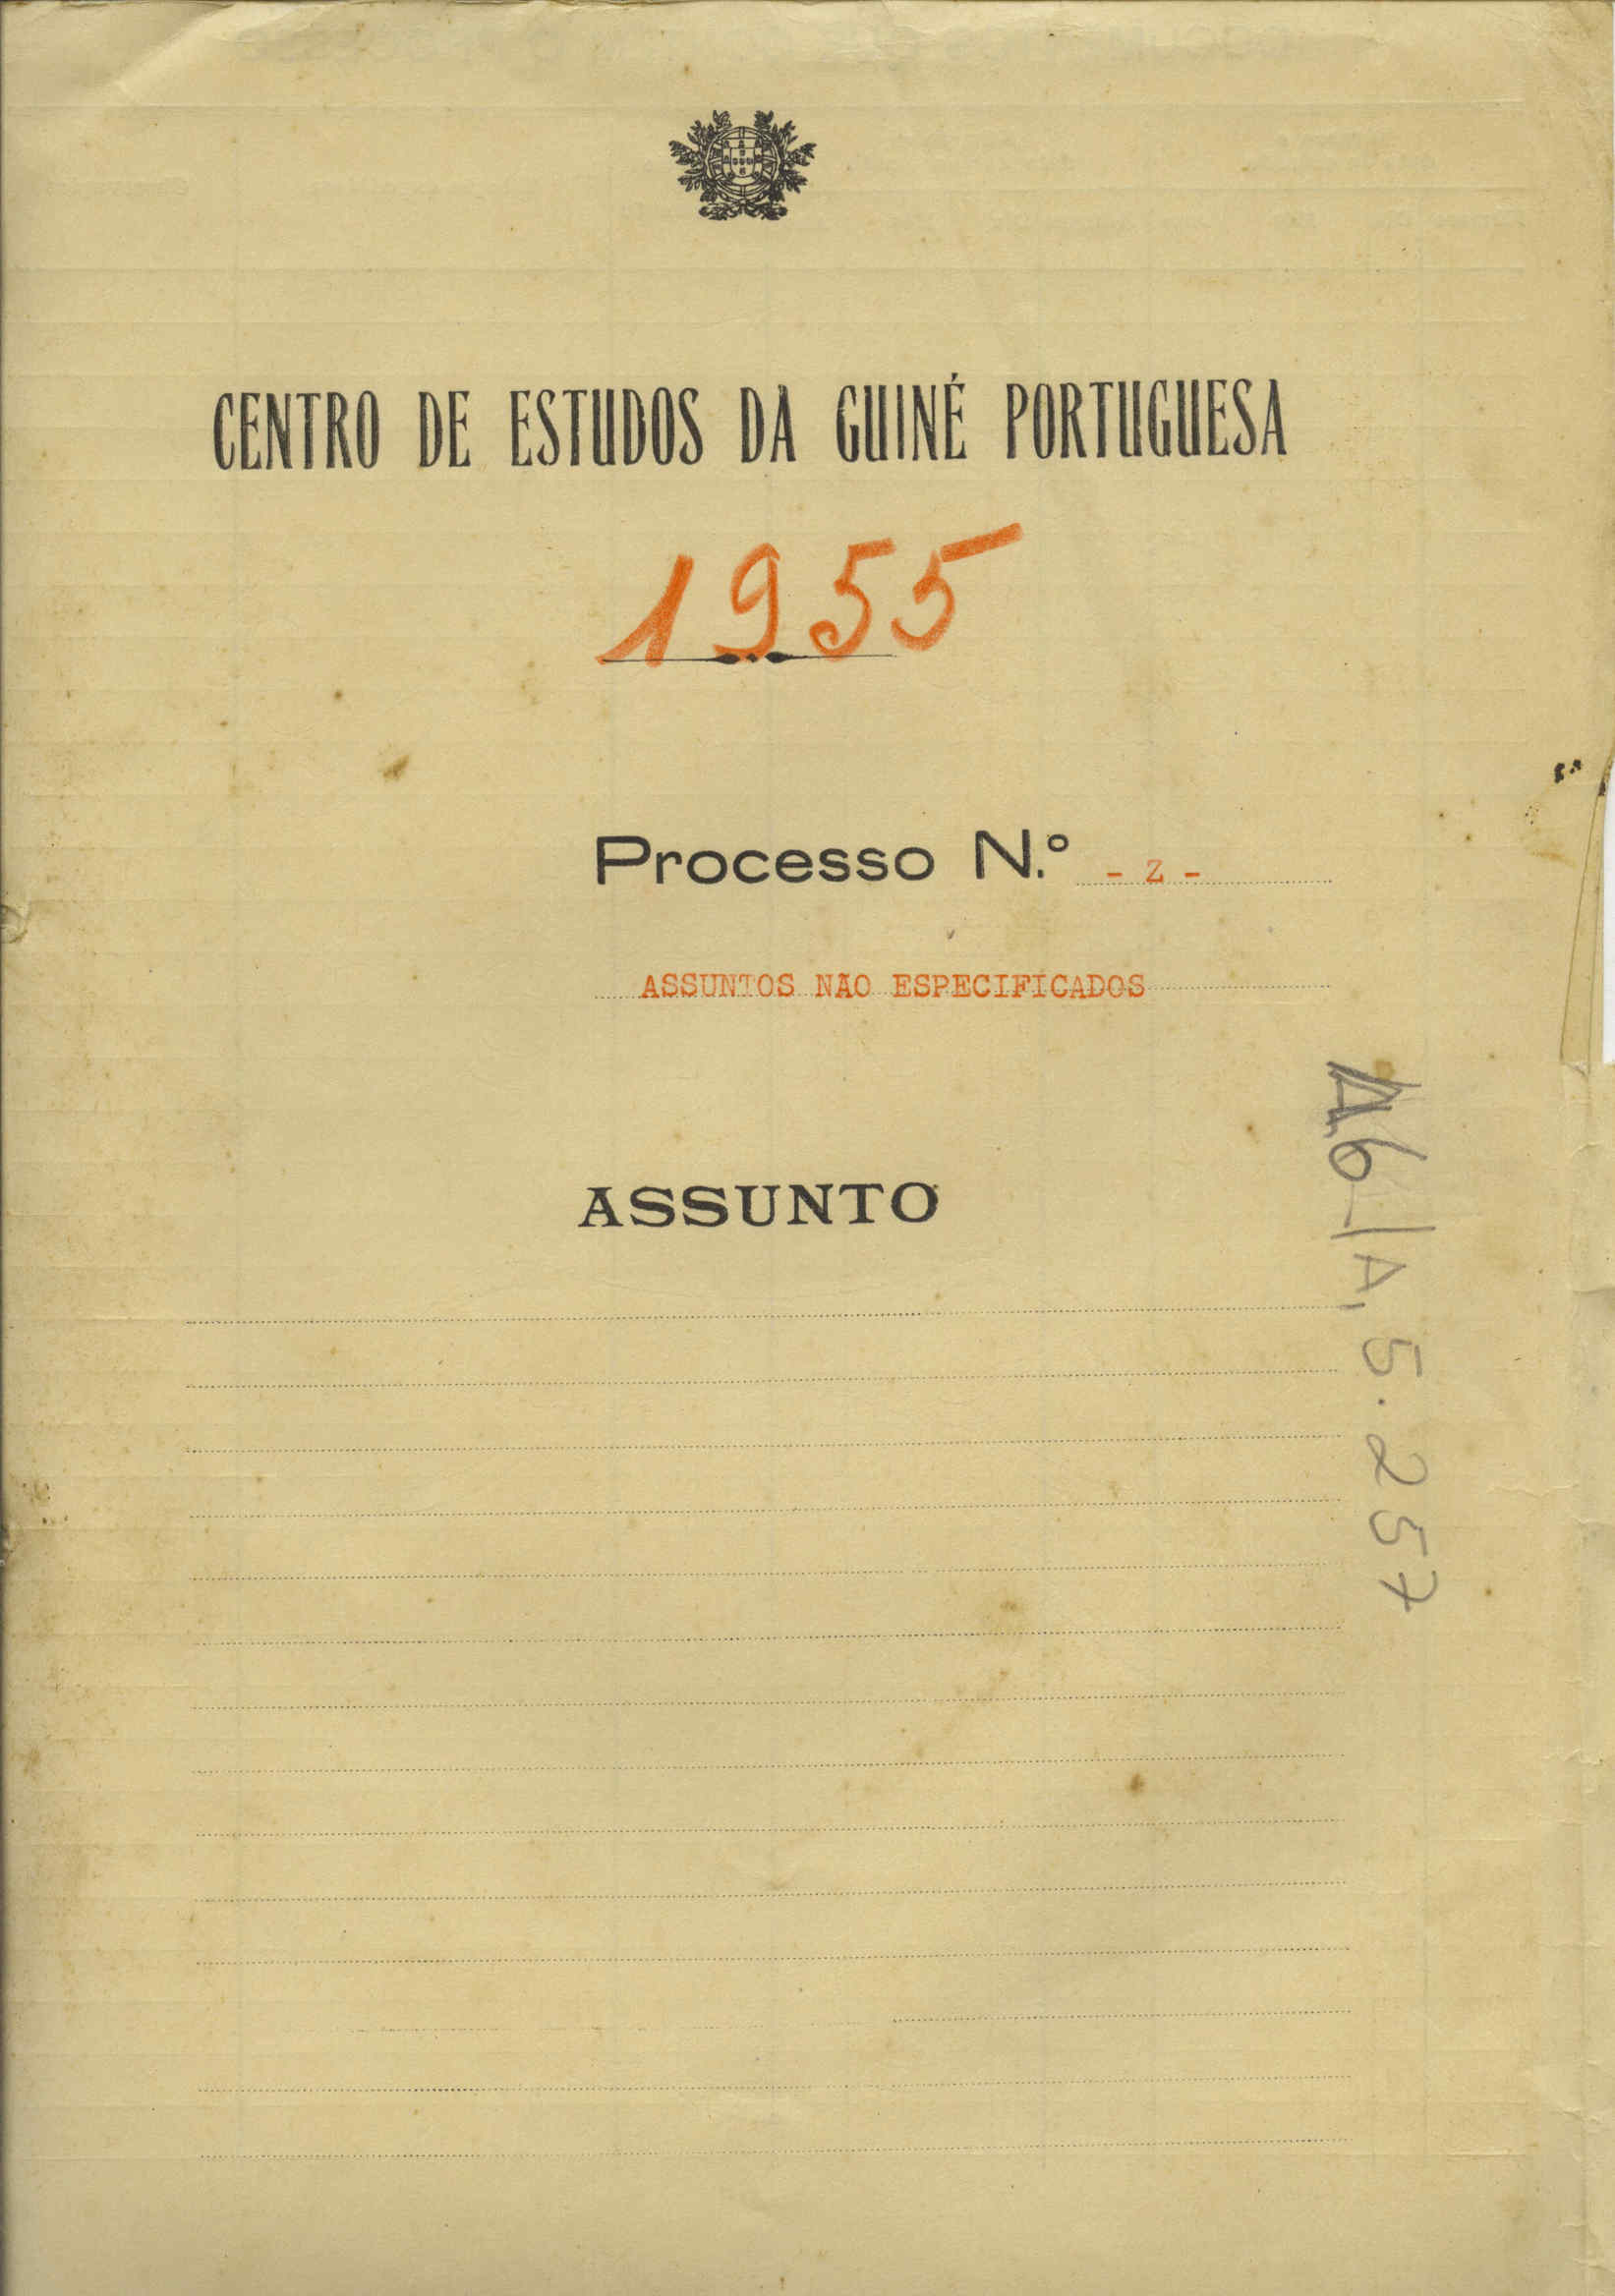 CENTRO DE ESTUDOS DA GUINÉ PORTUGUESA
1955
Processo N.º - Z -
ASSUNTOS NÃO ESPECIFICADOS
ASSUNTO
A6/A, 5.257